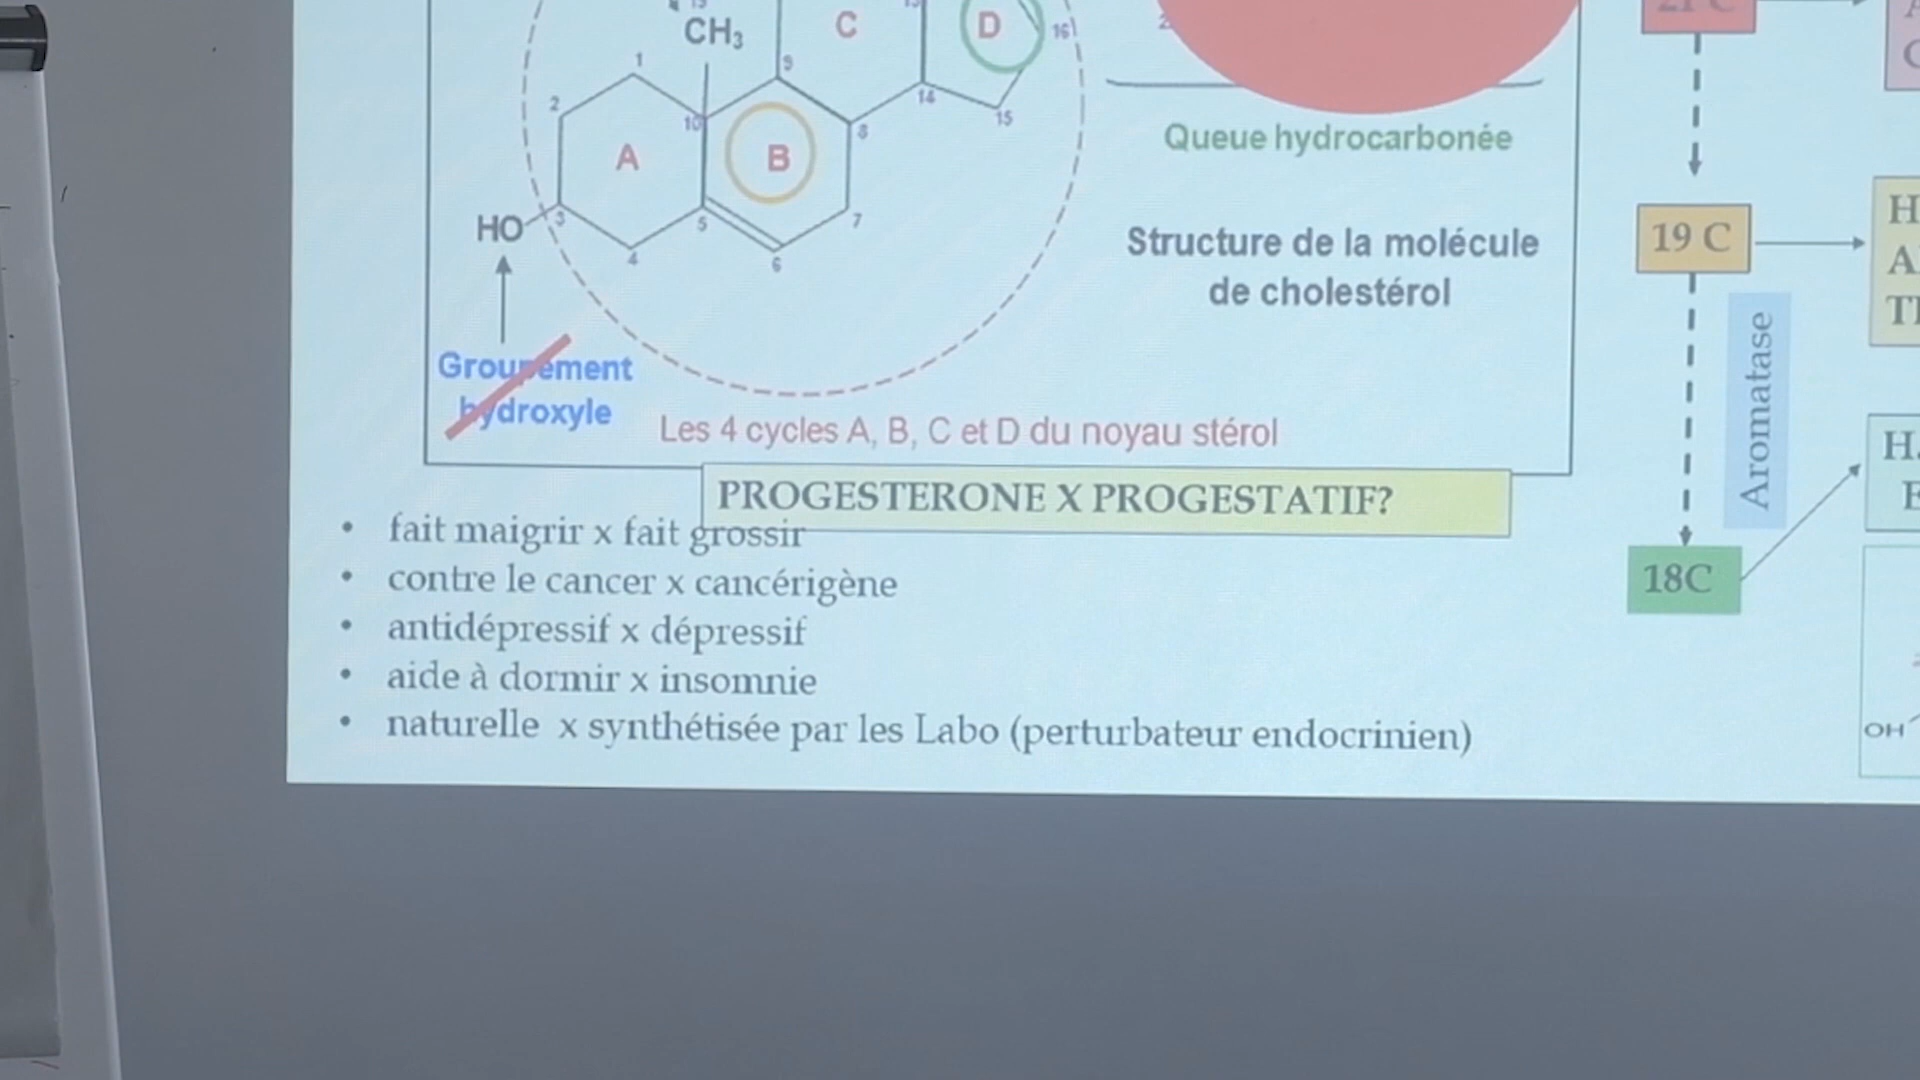 CH₃
C
D
16
1
9
2
10
14
8
15
A
B
Queue hydrocarbonée
HO
3
5
7
4
6
Structure de la molécule
de cholestérol
Groupement
hydroxyle
Les 4 cycles A, B, C et D du noyau stérol
PROGESTERONE X PROGESTATIF?
• fait maigrir x fait grossir
• contre le cancer x cancérigène
• antidépressif x dépressif
• aide à dormir x insomnie
• naturelle x synthétisée par les Labo (perturbateur endocrinien)
21 C
19 C
Aromatase
18C
OH